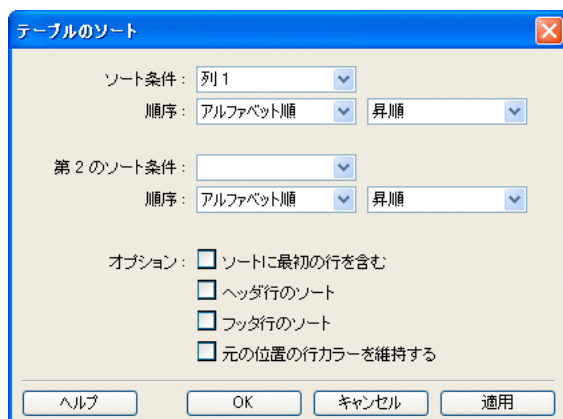 テーブルのソート
ソート条件： 列 1
順序： アルファベット順 昇順
第 2 のソート条件：
順序： アルファベット順 昇順
オプション： ソートに最初の行を含む
ヘッダ行のソート
フッタ行のソート
元の位置の行カラーを維持する
ヘルプ OK キャンセル 適用